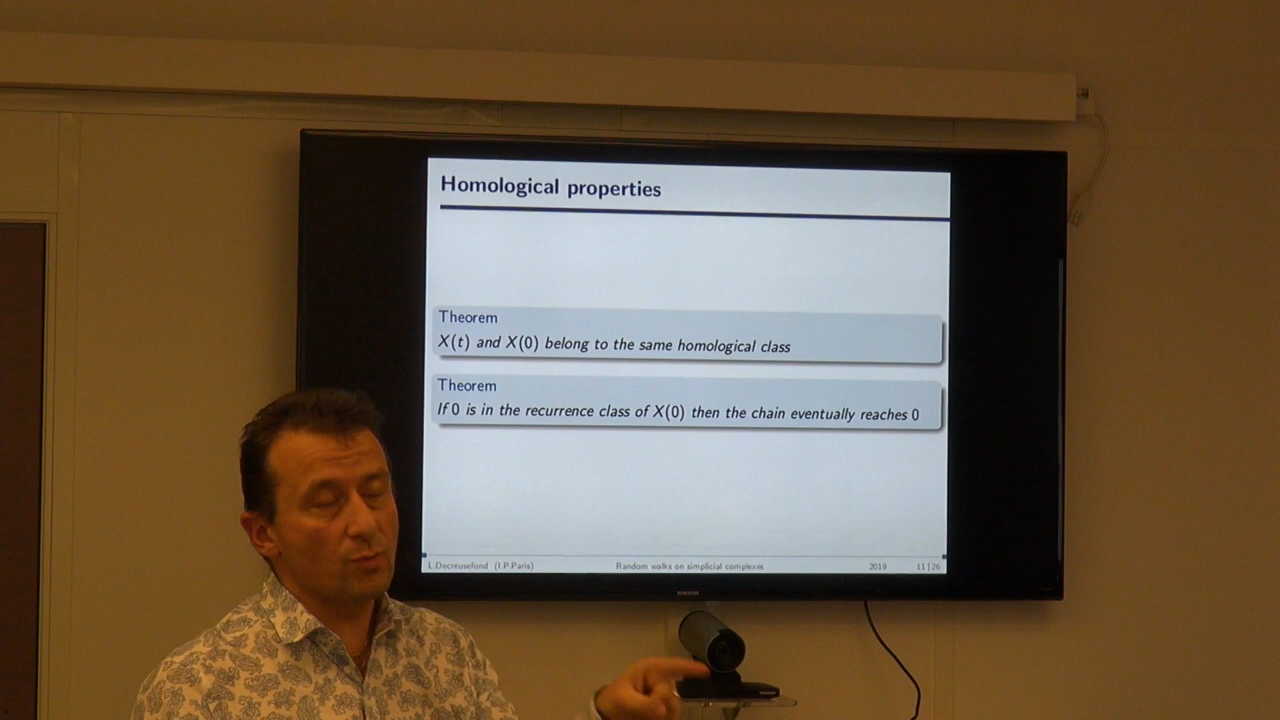 Homological properties
Theorem
X(t) and X(0) belong to the same homological class
Theorem
If 0 is in the recurrence class of X(0) then the chain eventually reaches 0
L.Decreusefond (I.P.Paris) Random walks on simplicial complexes 2019 11|26
SAMSUNG